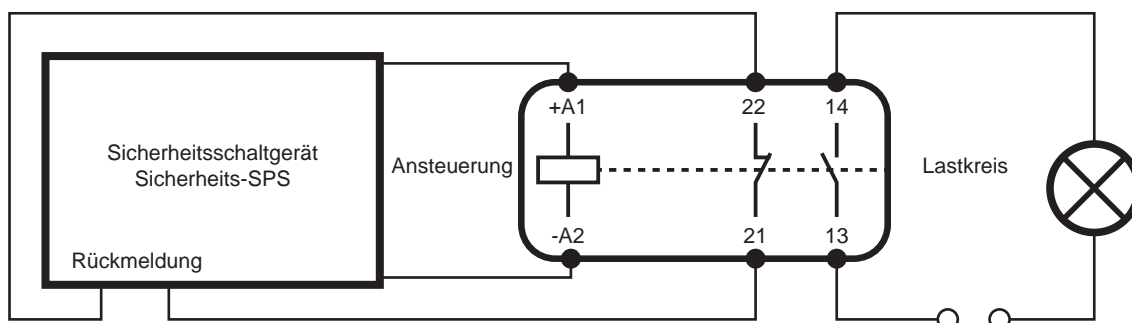 +A1
22
14
Sicherheitsschaltgerät
Sicherheits-SPS
Ansteuerung
Lastkreis
-A2
21
13
Rückmeldung